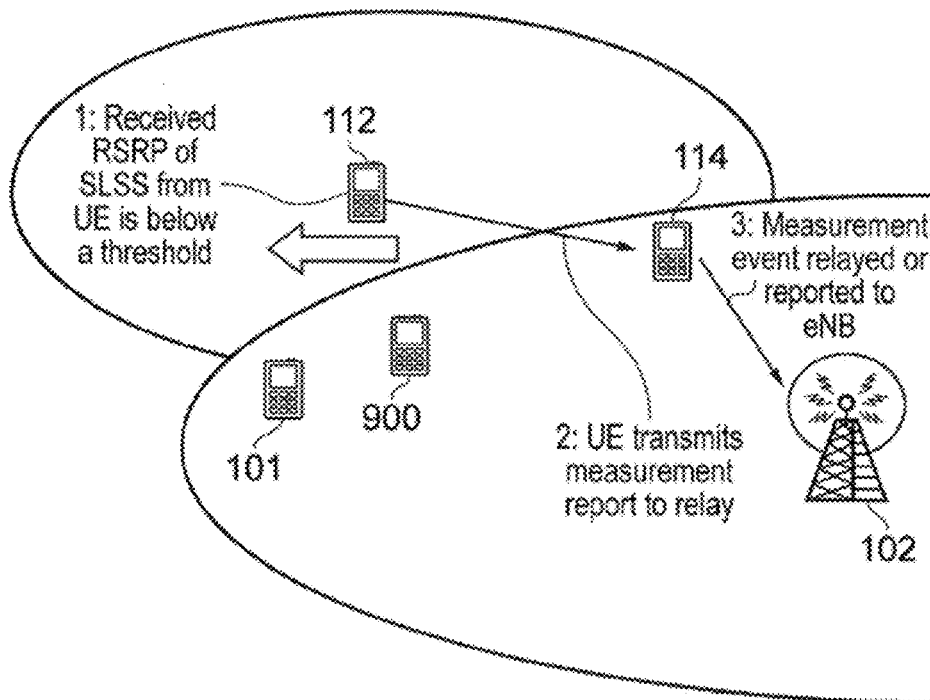 1: Received
RSRP of
SLSS from
UE is below
a threshold
112
114
3: Measurement
event relayed or
reported to
eNB
101
900
2: UE transmits
measurement
report to relay
102